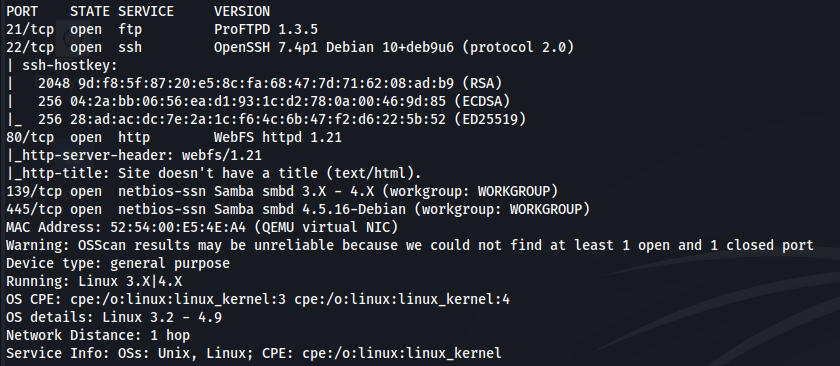 PORT    STATE SERVICE     VERSION
21/tcp  open  ftp         ProFTPD 1.3.5
22/tcp  open  ssh         OpenSSH 7.4p1 Debian 10+deb9u6 (protocol 2.0)
| ssh-hostkey:
|   2048 9d:f8:5f:87:20:e5:8c:fa:68:47:7d:71:62:08:ad:b9 (RSA)
|   256 04:2a:bb:06:56:ea:d1:93:1c:d2:78:0a:00:46:9d:85 (ECDSA)
|_  256 28:ad:ac:dc:7e:2a:1c:f6:4c:6b:47:f2:d6:22:5b:52 (ED25519)
80/tcp  open  http        WebFS httpd 1.21
|_http-server-header: webfs/1.21
|_http-title: Site doesn't have a title (text/html).
139/tcp open  netbios-ssn Samba smbd 3.X - 4.X (workgroup: WORKGROUP)
445/tcp open  netbios-ssn Samba smbd 4.5.16-Debian (workgroup: WORKGROUP)
MAC Address: 52:54:00:E5:4E:A4 (QEMU virtual NIC)
Warning: OSScan results may be unreliable because we could not find at least 1 open and 1 closed port
Device type: general purpose
Running: Linux 3.X|4.X
OS CPE: cpe:/o:linux:linux_kernel:3 cpe:/o:linux:linux_kernel:4
OS details: Linux 3.2 - 4.9
Network Distance: 1 hop
Service Info: OSs: Unix, Linux; CPE: cpe:/o:linux:linux_kernel